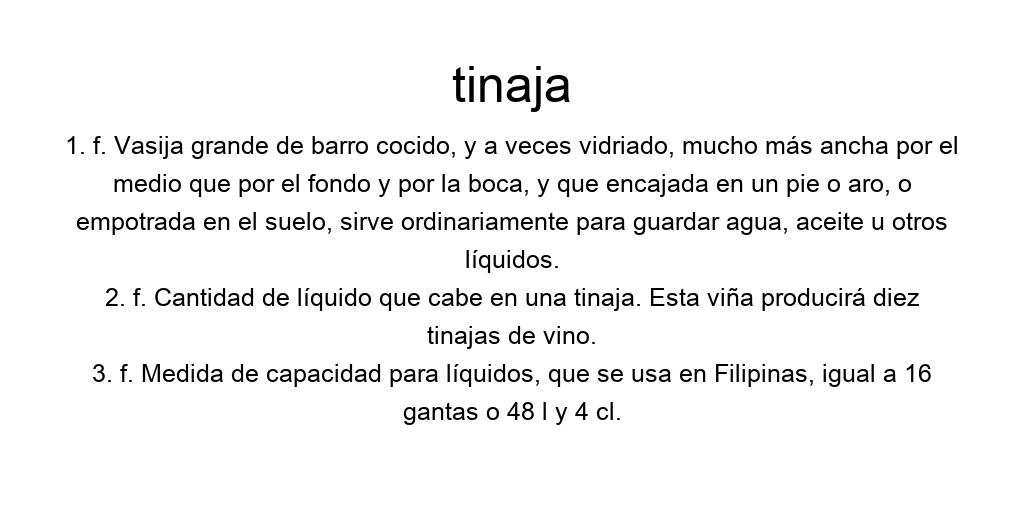 tinaja
1. f. Vasija grande de barro cocido, y a veces vidriado, mucho más ancha por el
medio que por el fondo y por la boca, y que encajada en un pie o aro, o
empotrada en el suelo, sirve ordinariamente para guardar agua, aceite u otros
líquidos.
2. f. Cantidad de líquido que cabe en una tinaja. Esta viña producirá diez
tinajas de vino.
3. f. Medida de capacidad para líquidos, que se usa en Filipinas, igual a 16
gantas o 48 l y 4 cl.